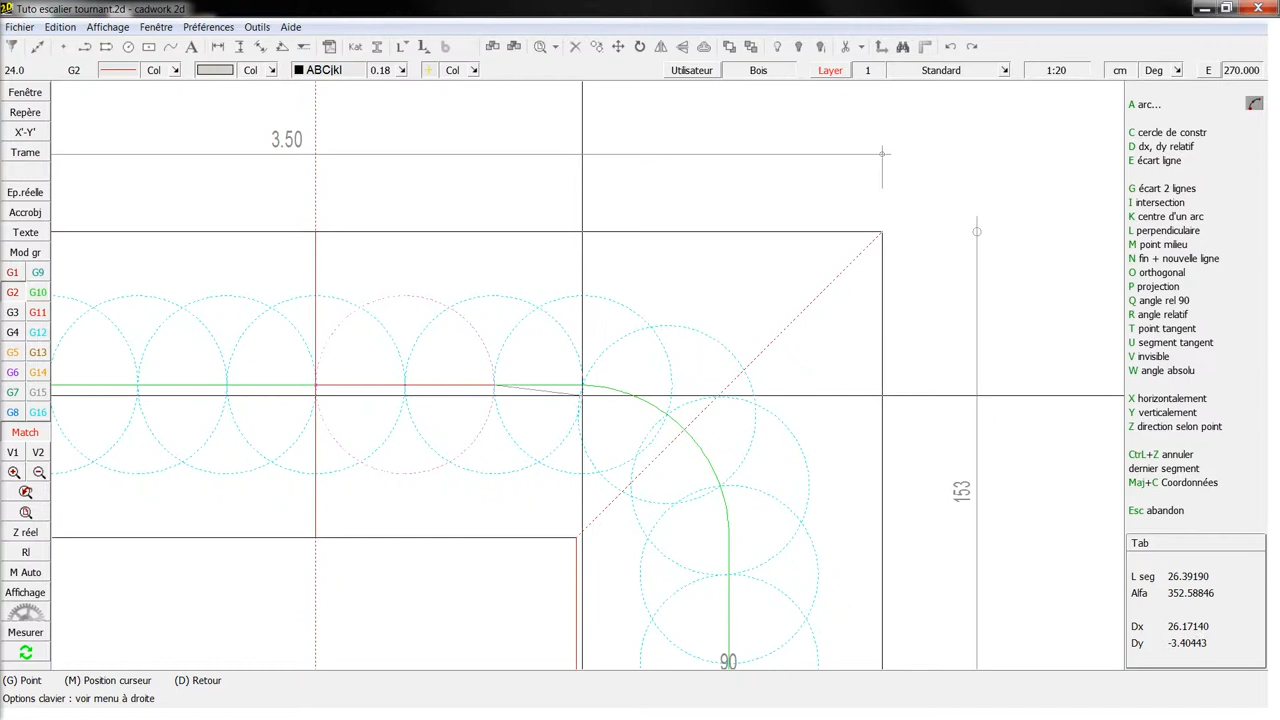 Tuto escalier tournant.2d - cadwork 2d
Fichier Edition Affichage Fenêtre Préférences Outils Aide
Kat
24.0 G2 Col Col ABCjkl 0.18 Col Utilisateur Bois Layer 1 Standard 1:20 cm Deg E 270.000
Fenêtre
Repère
X'-Y'
Trame
Ep.réelle
Accrobj
Texte
Mod gr
G1 G9
G2 G10
G3 G11
G4 G12
G5 G13
G6 G14
G7 G15
G8 G16
Match
V1 V2
Z réel
Rl
M Auto
Affichage
Mesurer
3.50
153
90
A arc...
C cercle de constr
D dx, dy relatif
E écart ligne
G écart 2 lignes
I intersection
K centre d'un arc
L perpendiculaire
M point milieu
N fin + nouvelle ligne
O orthogonal
P projection
Q angle rel 90
R angle relatif
T point tangent
U segment tangent
V invisible
W angle absolu
X horizontalement
Y verticalement
Z direction selon point
CtrL+Z annuler
dernier segment
Maj+C Coordonnées
Esc abandon
Tab
L seg 26.39190
Alfa 352.58846
Dx 26.17140
Dy -3.40443
(G) Point (M) Position curseur (D) Retour
Options clavier : voir menu à droite